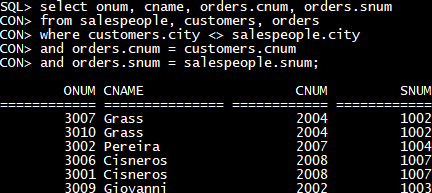 SQL> select onum, cname, orders.cnum, orders.snum
CON> from salespeople, customers, orders
CON> where customers.city <> salespeople.city
CON> and orders.cnum = customers.cnum
CON> and orders.snum = salespeople.snum;
ONUM CNAME CNUM SNUM
============ =============== ============ ============
3007 Grass 2004 1002
3010 Grass 2004 1002
3002 Pereira 2007 1004
3006 Cisneros 2008 1007
3001 Cisneros 2008 1007
3009 Giovanni 2002 1003